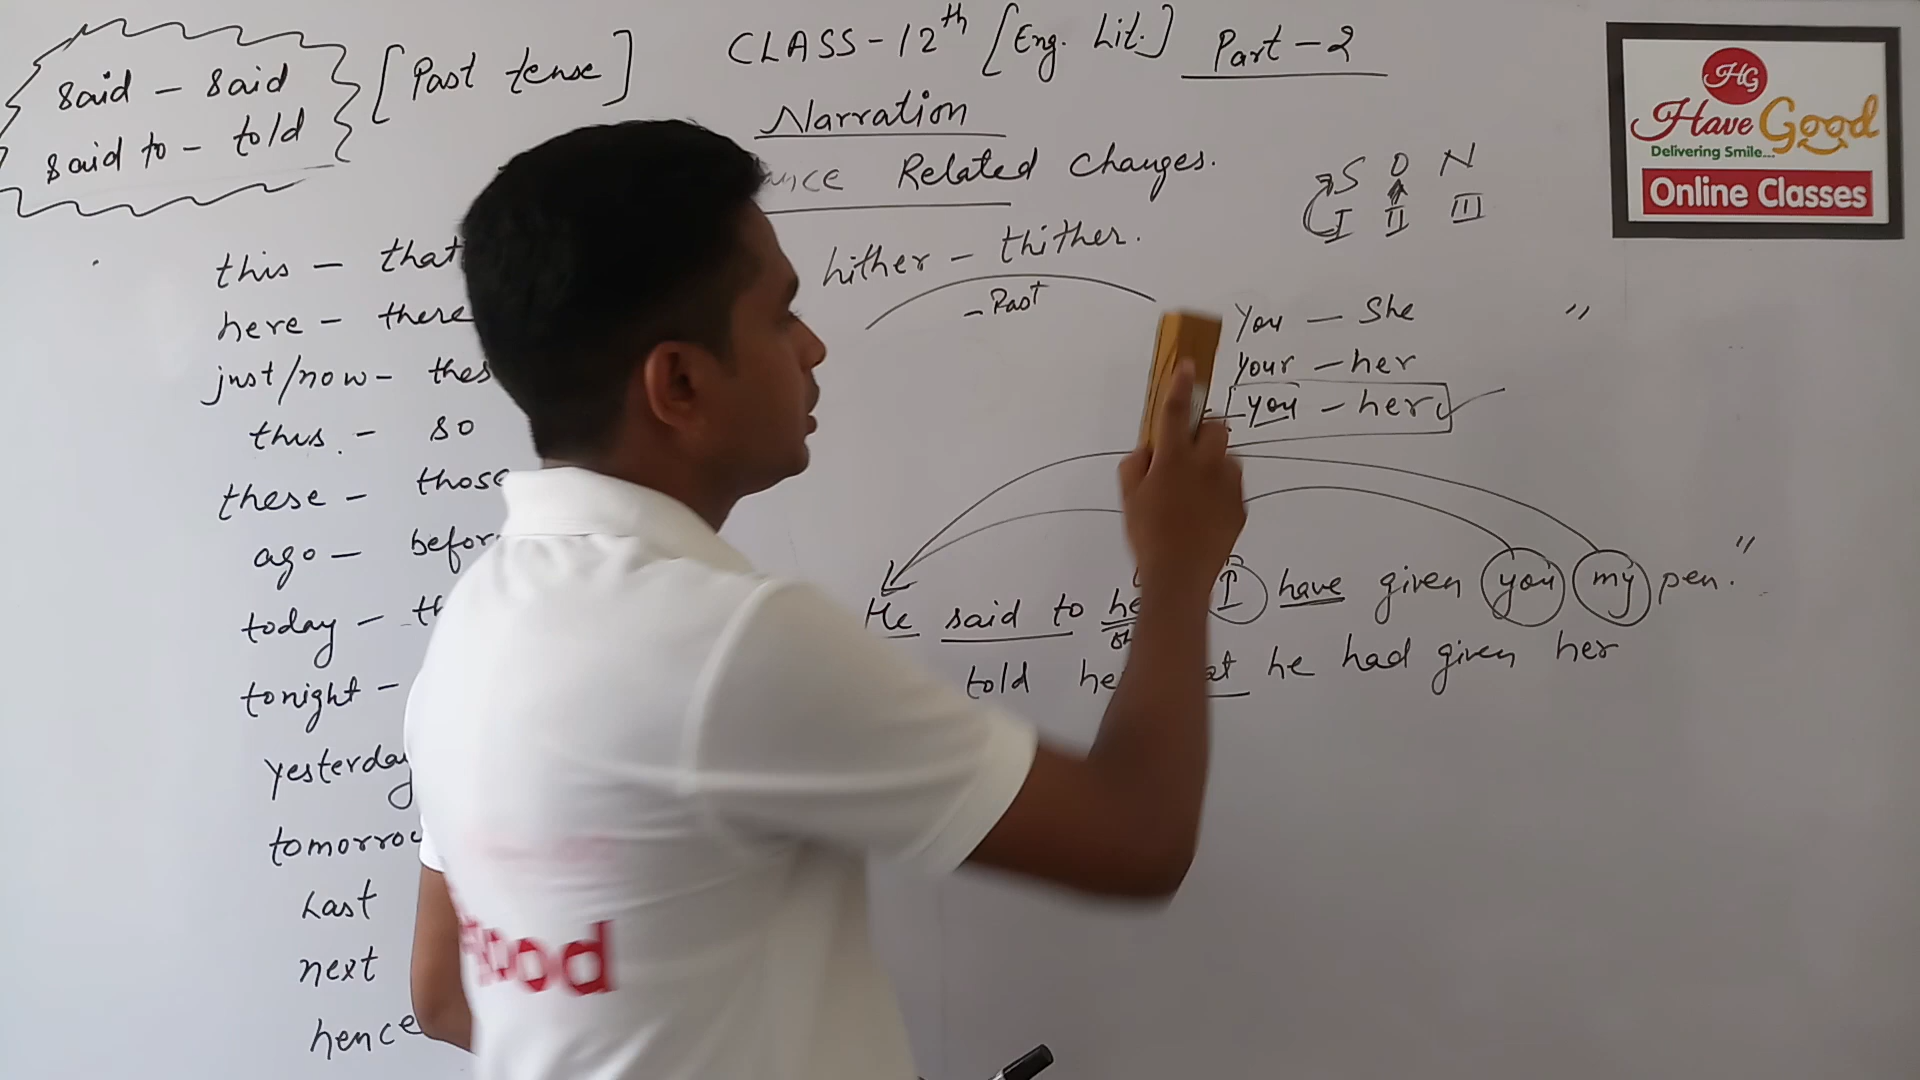 CLASS-12th [Eng. Lit.] Part-2
said - said [Past tense]
said to - told
Narration
Related Changes.
S O N
I II III
this - that
here - there
just/now -
thus. - so
these -
ago -
today -
tonight -
yesterday
tomorrow
Last
next
hence
hither - thither.
- Past
You - She "
Your - her
you - her
He said to I have given you my pen."
told he had given her
HG
Have Good
Delivering Smile...
Online Classes
ood